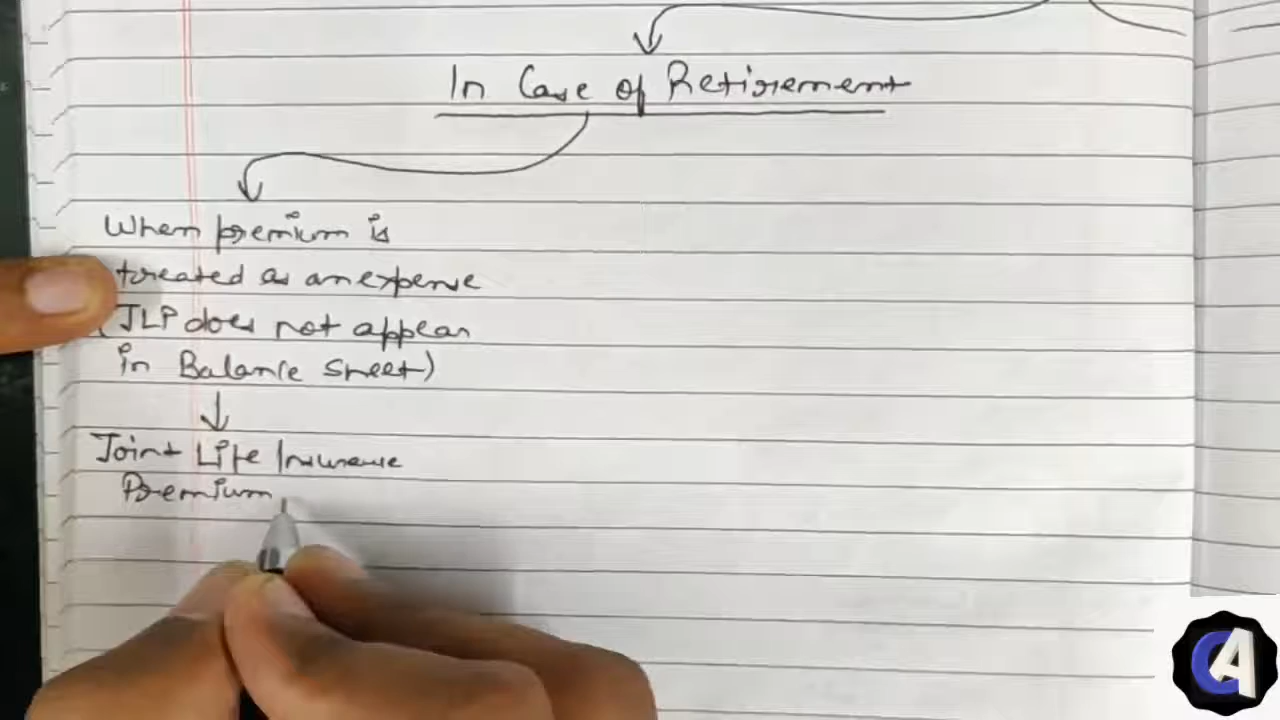 In Case of Retirement
When premium is
treated as an expense
(JLP does not appear
in Balance Sheet)
Joint Life Insurance
Premium
CA